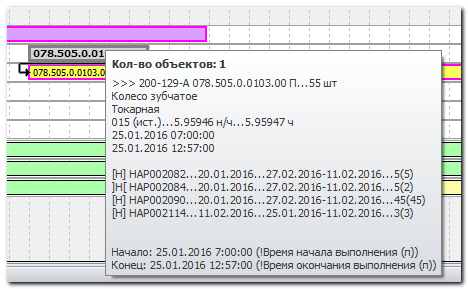 078.505.0.01
078.505.0.0103.00
Кол-во объектов: 1
>>> 200-129-А 078.505.0.0103.00 П...55 шт
Колесо зубчатое
Токарная
015 (ист.)...5.95946 н/ч...5.95947 ч
25.01.2016 07:00:00
25.01.2016 12:57:00
[Н] НАР002082...20.01.2016...27.02.2016-11.02.2016...5(5)
]Н[ НАР002084...20.01.2016...27.02.2016-11.02.2016...2(2)
[Н] НАР002090...20.01.2016...27.02.2016-11.02.2016...45(45)
[Н] НАР002114...11.02.2016...25.01.2016-11.02.2016...3(3)
Начало: 25.01.2016 7:00:00 (!Время начала выполнения (п))
Конец: 25.01.2016 12:57:00 (!Время окончания выполнения (п))